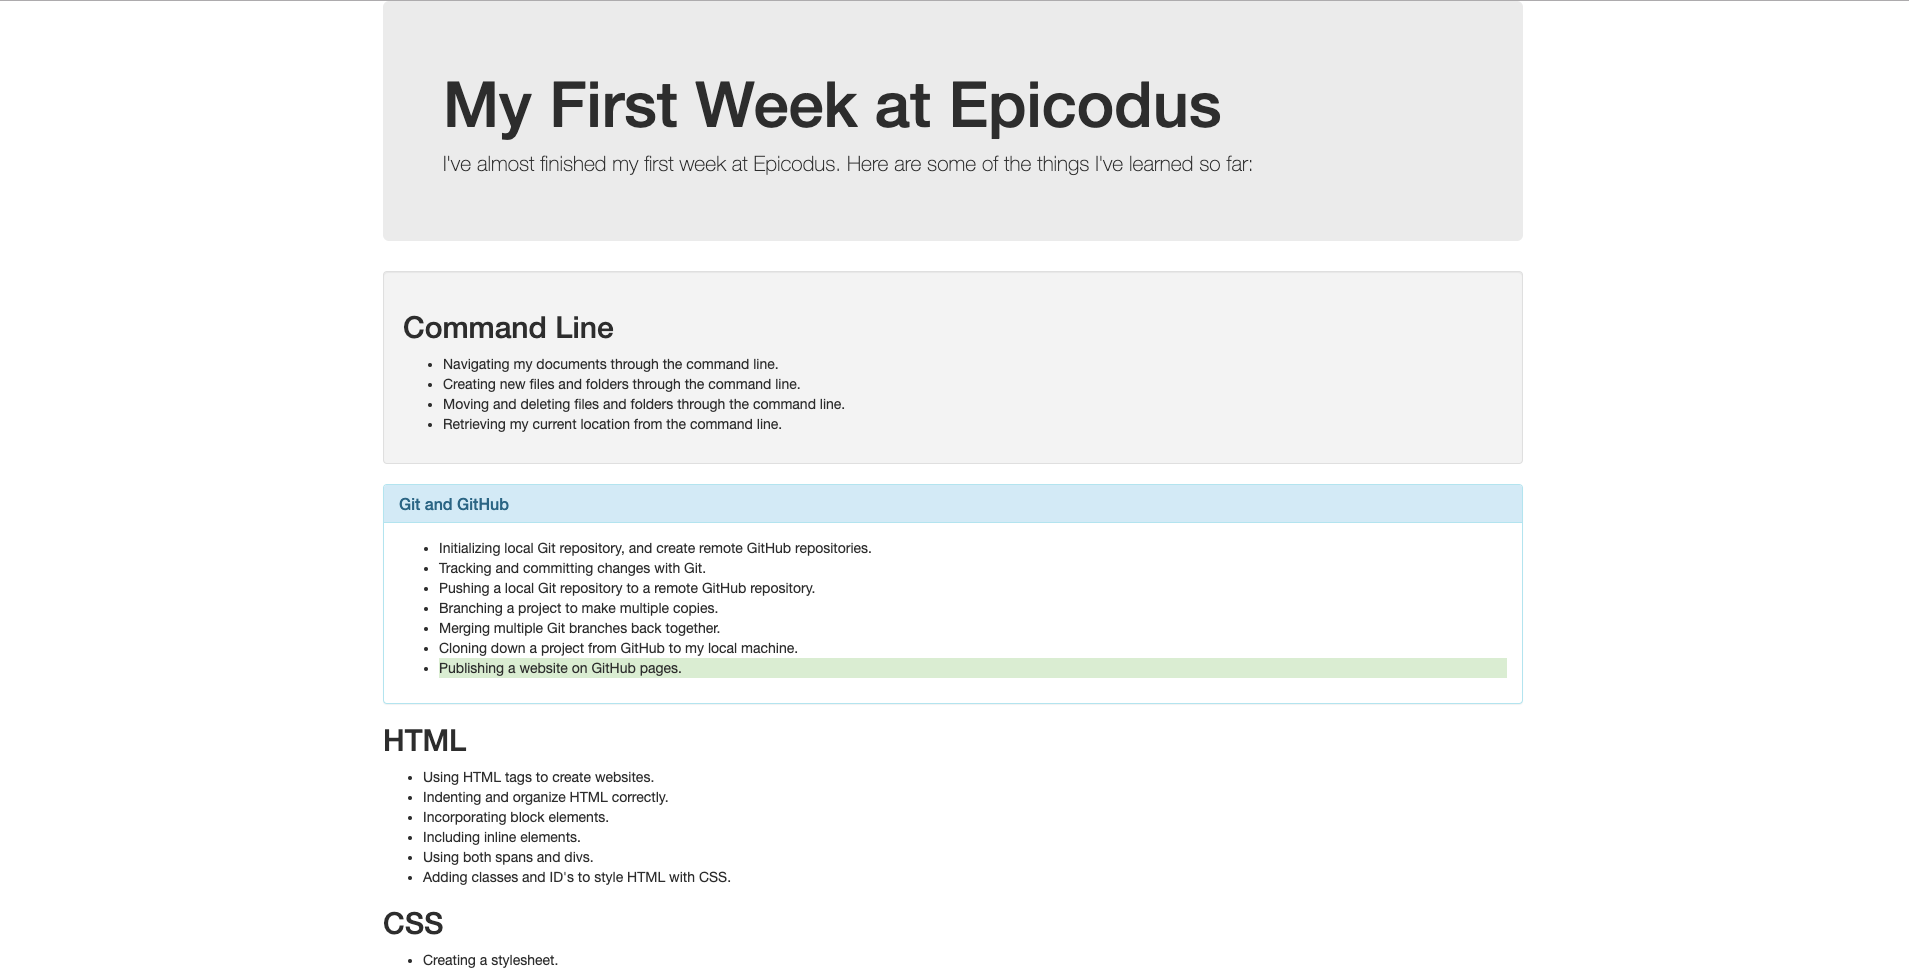 My First Week at Epicodus
I've almost finished my first week at Epicodus. Here are some of the things I've learned so far:
Command Line
• Navigating my documents through the command line.
• Creating new files and folders through the command line.
• Moving and deleting files and folders through the command line.
• Retrieving my current location from the command line.
Git and GitHub
• Initializing local Git repository, and create remote GitHub repositories.
• Tracking and committing changes with Git.
• Pushing a local Git repository to a remote GitHub repository.
• Branching a project to make multiple copies.
• Merging multiple Git branches back together.
• Cloning down a project from GitHub to my local machine.
• Publishing a website on GitHub pages.
HTML
• Using HTML tags to create websites.
• Indenting and organize HTML correctly.
• Incorporating block elements.
• Including inline elements.
• Using both spans and divs.
• Adding classes and ID's to style HTML with CSS.
CSS
• Creating a stylesheet.